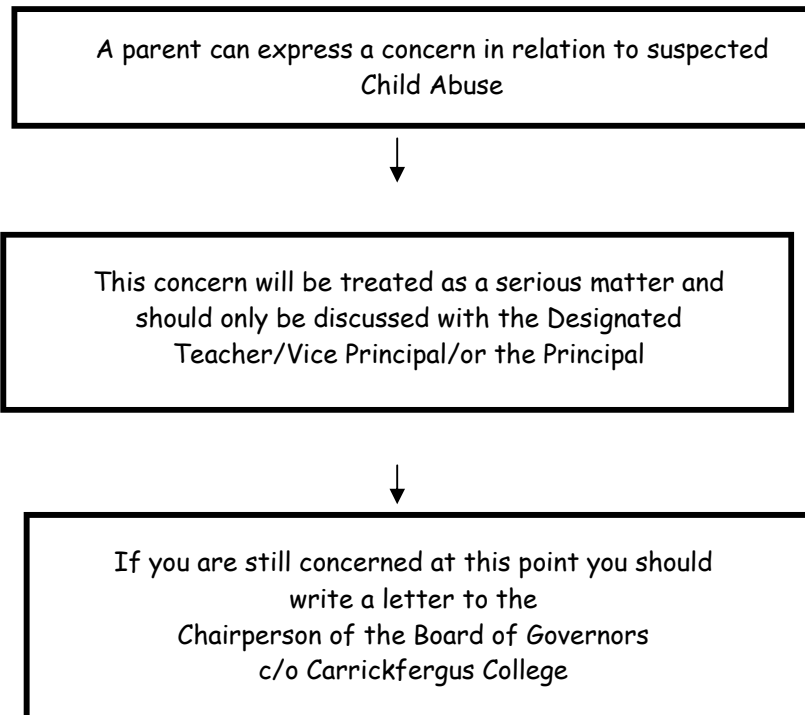 A parent can express a concern in relation to suspected
Child Abuse
This concern will be treated as a serious matter and
should only be discussed with the Designated
Teacher/Vice Principal/or the Principal
If you are still concerned at this point you should
write a letter to the
Chairperson of the Board of Governors
c/o Carrickfergus College